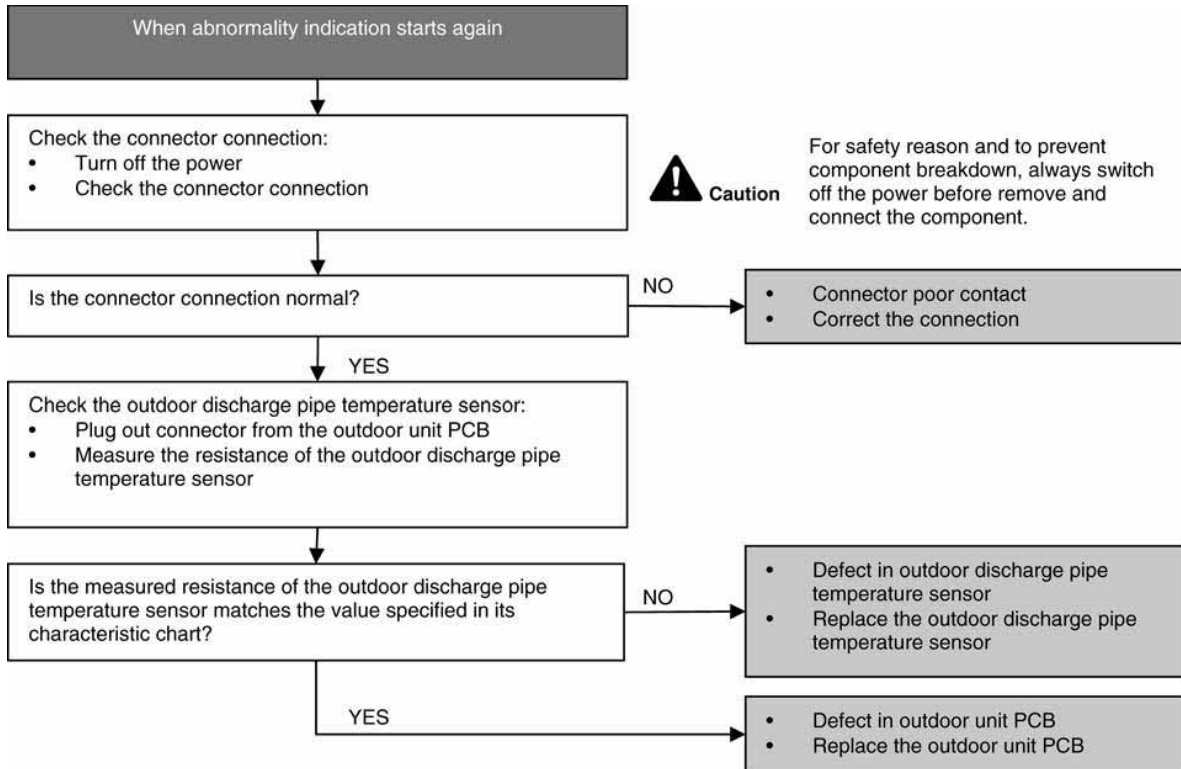 When abnormality indication starts again
Check the connector connection:
• Turn off the power
• Check the connector connection
Caution
For safety reason and to prevent
component breakdown, always switch
off the power before remove and
connect the component.
Is the connector connection normal?
NO
• Connector poor contact
• Correct the connection
YES
Check the outdoor discharge pipe temperature sensor:
• Plug out connector from the outdoor unit PCB
• Measure the resistance of the outdoor discharge pipe
temperature sensor
Is the measured resistance of the outdoor discharge pipe
temperature sensor matches the value specified in its
characteristic chart?
NO
• Defect in outdoor discharge pipe
temperature sensor
• Replace the outdoor discharge pipe
temperature sensor
YES
• Defect in outdoor unit PCB
• Replace the outdoor unit PCB